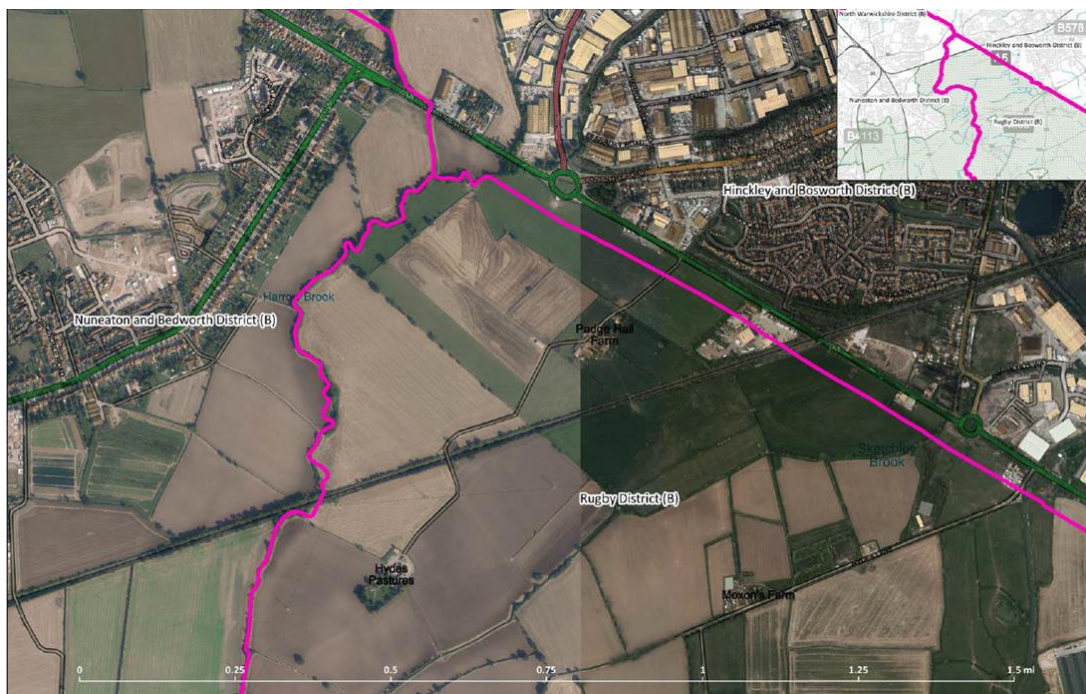 North Warwickshire District (B)
B578
Hinckley and Bosworth District (B)
A5
Nuneaton and Bedworth District (B)
Rugby District (B)
B4113
Hinckley and Bosworth District (B)
Harrow Brook
Nuneaton and Bedworth District (B)
Padge Hall
Farm
Sketchley
Brook
Rugby District (B)
Hydes
Pastures
Moxon's Farm
0 0.25 0.5 0.75 1 1.25 1.5 mi